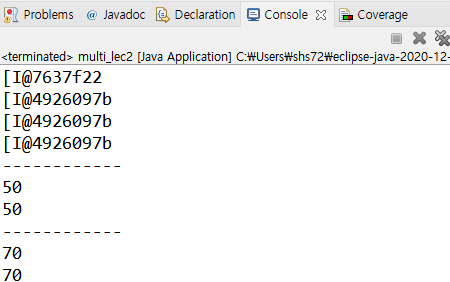 Problems @ Javadoc Declaration Console Coverage
<terminated> multi_lec2 [Java Application] C:₩Users₩shs72₩eclipse-java-2020-12-
[I@7637f22
[I@4926097b
[I@4926097b
[I@4926097b
------------
50
50
------------
70
70